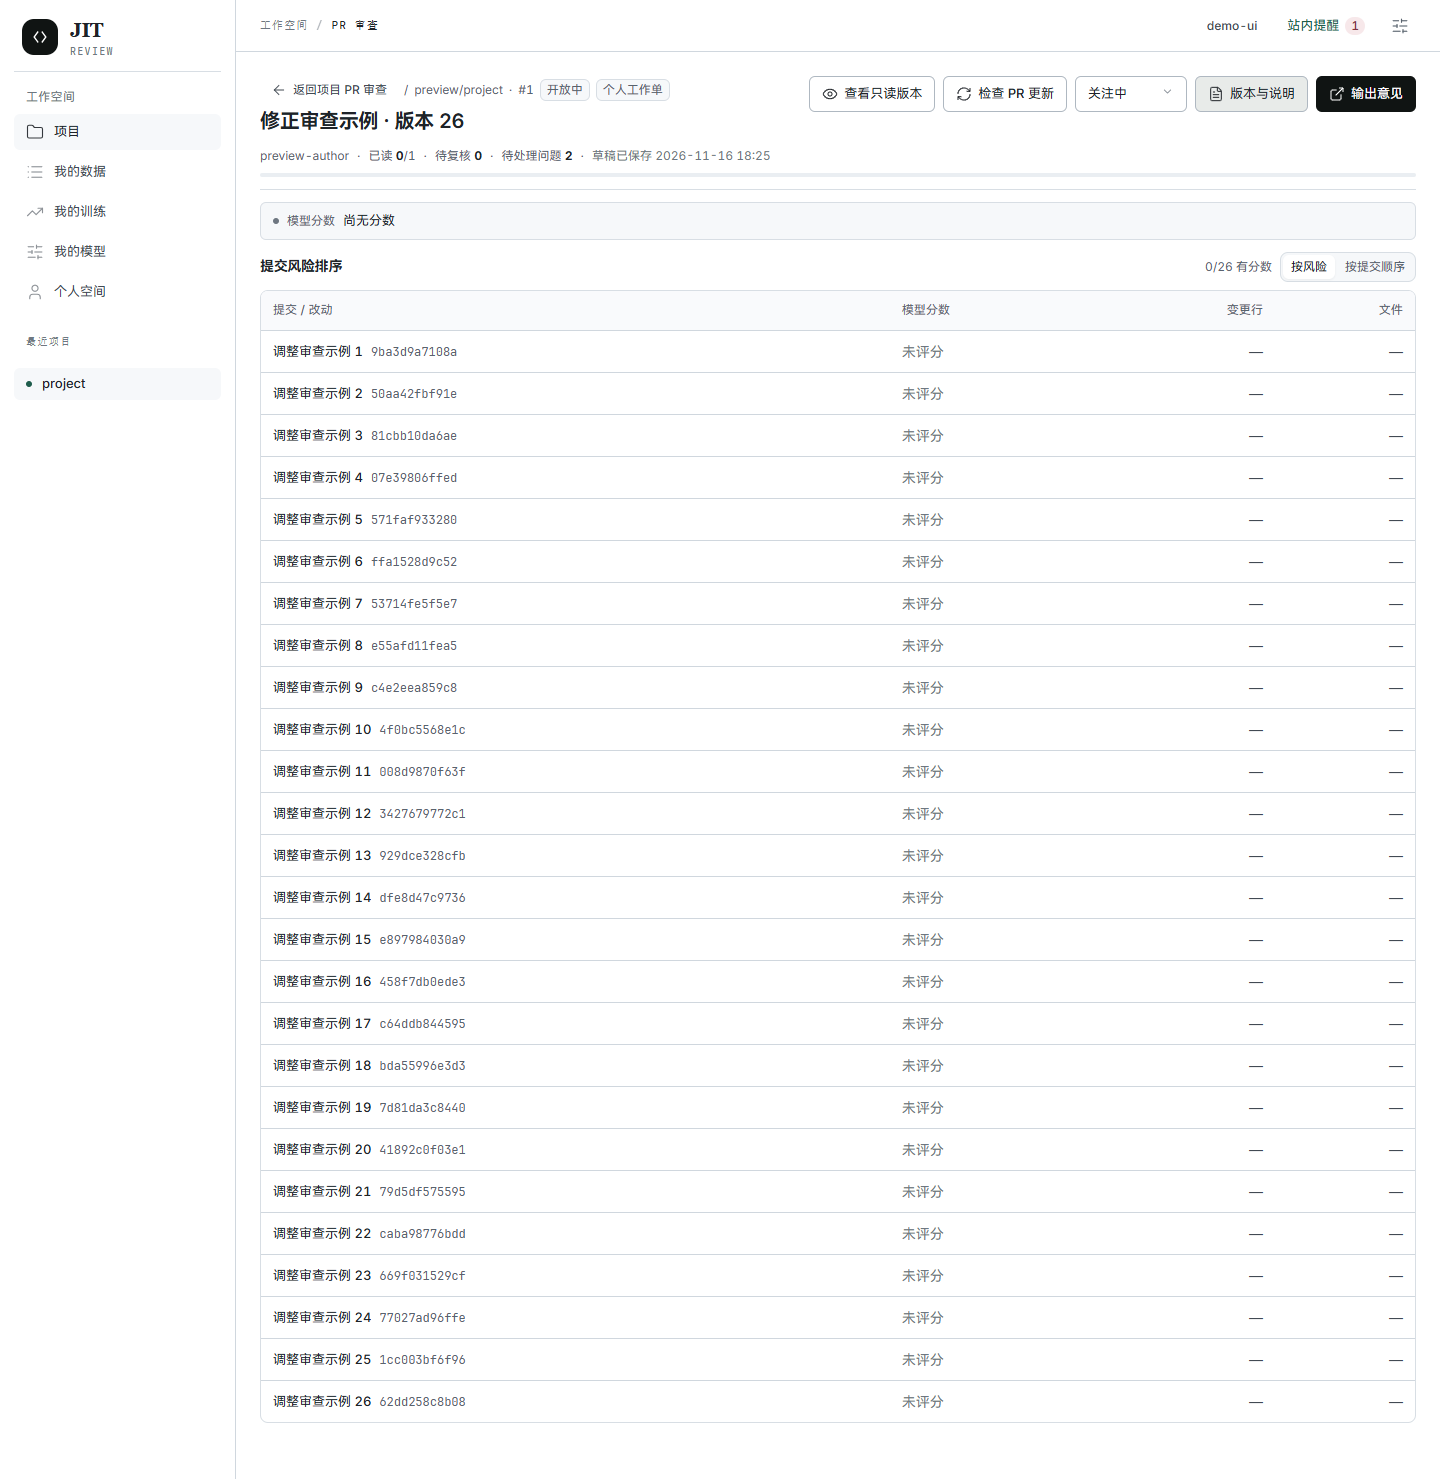 JIT
REVIEW
工作空间
项目
我的数据
我的训练
我的模型
个人空间
最近项目
project
工作空间 / PR 审查
demo-ui 站内提醒 1
返回项目 PR 审查 / preview/project · #1 开放中 个人工作单
查看只读版本 检查 PR 更新 关注中 版本与说明 输出意见
修正审查示例 · 版本 26
preview-author · 已读 0/1 · 待复核 0 · 待处理问题 2 · 草稿已保存 2026-11-16 18:25
模型分数 尚无分数
提交风险排序 0/26 有分数 按风险 按提交顺序
提交 / 改动 模型分数 变更行 文件
调整审查示例 1 9ba3d9a7108a 未评分 — —
调整审查示例 2 50aa42fbf91e 未评分 — —
调整审查示例 3 81cbb10da6ae 未评分 — —
调整审查示例 4 07e39806ffed 未评分 — —
调整审查示例 5 571faf933280 未评分 — —
调整审查示例 6 ffa1528d9c52 未评分 — —
调整审查示例 7 53714fe5f5e7 未评分 — —
调整审查示例 8 e55afd11fea5 未评分 — —
调整审查示例 9 c4e2eea859c8 未评分 — —
调整审查示例 10 4f0bc5568e1c 未评分 — —
调整审查示例 11 008d9870f63f 未评分 — —
调整审查示例 12 3427679772c1 未评分 — —
调整审查示例 13 929dce328cfb 未评分 — —
调整审查示例 14 dfe8d47c9736 未评分 — —
调整审查示例 15 e897984030a9 未评分 — —
调整审查示例 16 458f7db0ede3 未评分 — —
调整审查示例 17 c64ddb844595 未评分 — —
调整审查示例 18 bda55996e3d3 未评分 — —
调整审查示例 19 7d81da3c8440 未评分 — —
调整审查示例 20 41892c0f03e1 未评分 — —
调整审查示例 21 79d5df575595 未评分 — —
调整审查示例 22 caba98776bdd 未评分 — —
调整审查示例 23 669f031529cf 未评分 — —
调整审查示例 24 77027ad96ffe 未评分 — —
调整审查示例 25 1cc003bf6f96 未评分 — —
调整审查示例 26 62dd258c8b08 未评分 — —